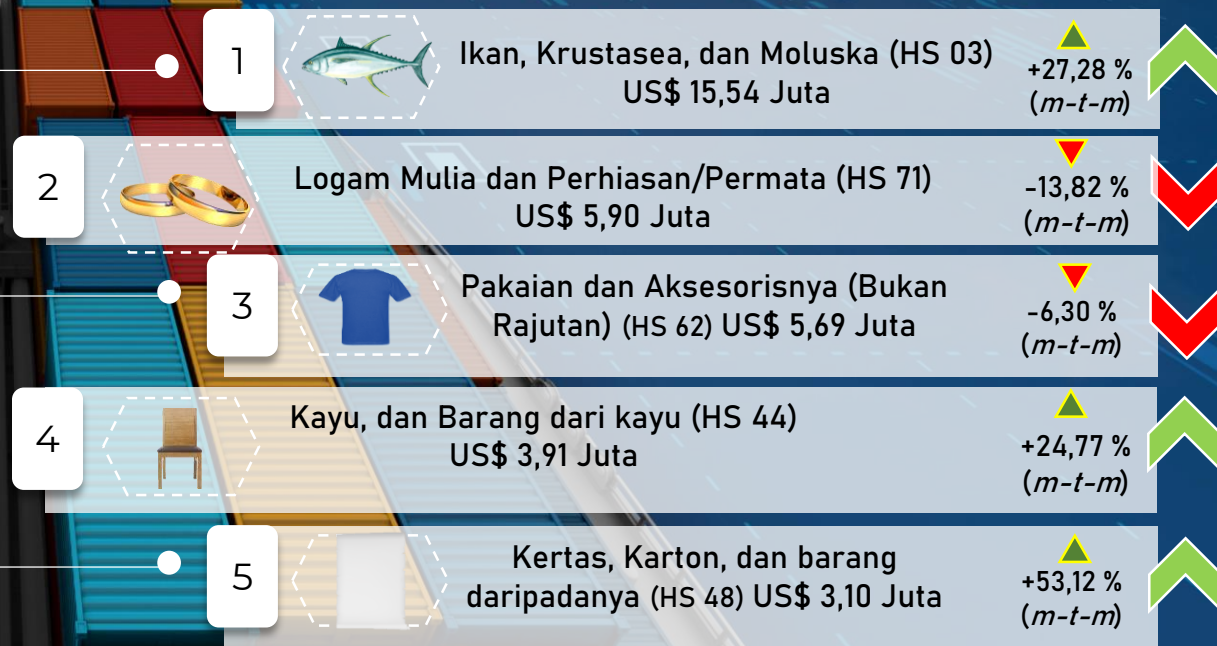 1
Ikan, Krustasea, dan Moluska (HS 03)
US$ 15,54 Juta
+27,28 %
(m-t-m)
2
Logam Mulia dan Perhiasan/Permata (HS 71)
US$ 5,90 Juta
-13,82 %
(m-t-m)
3
Pakaian dan Aksesorisnya (Bukan
Rajutan) (HS 62) US$ 5,69 Juta
-6,30 %
(m-t-m)
4
Kayu, dan Barang dari kayu (HS 44)
US$ 3,91 Juta
+24,77 %
(m-t-m)
5
Kertas, Karton, dan barang
daripadanya (HS 48) US$ 3,10 Juta
+53,12 %
(m-t-m)